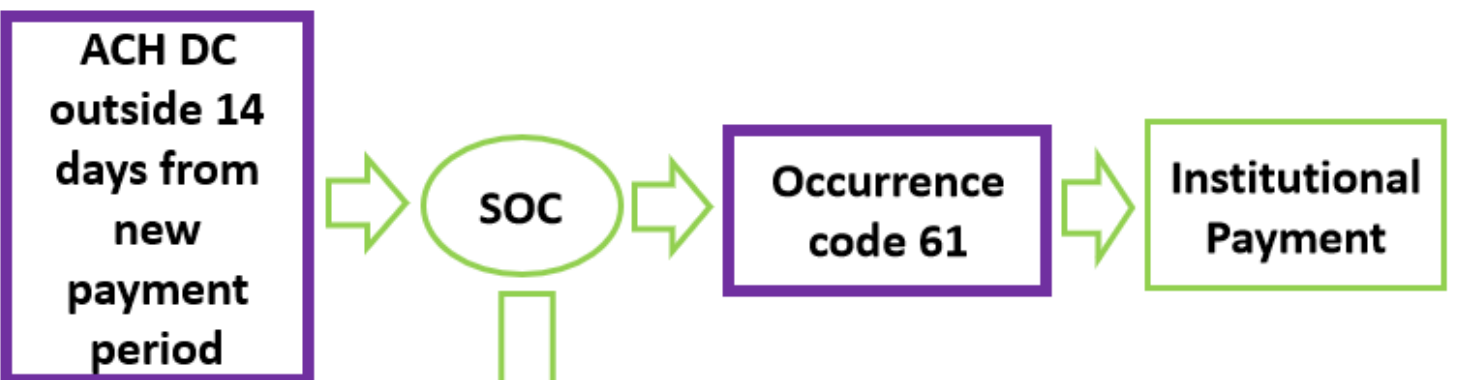 ACH DC
outside 14
days from
new
payment
period
SOC
Occurrence
code 61
Institutional
Payment